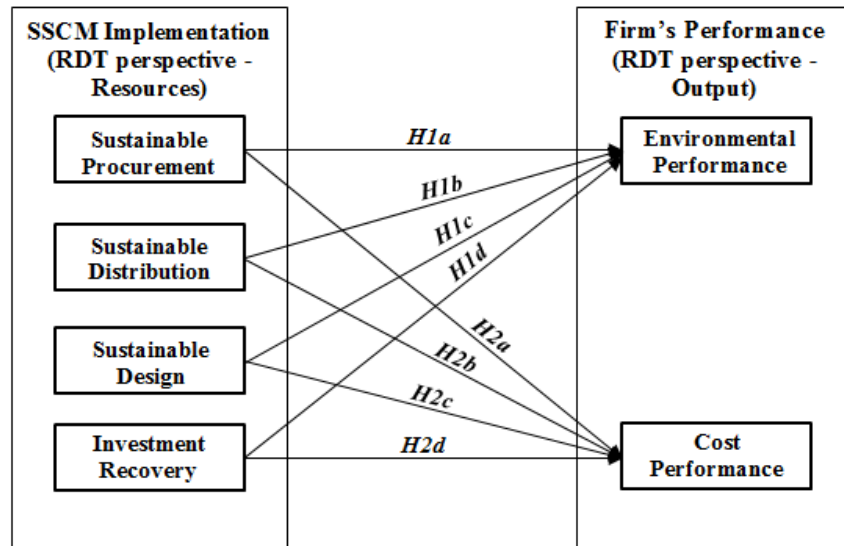 SSCM Implementation
(RDT perspective -
Resources)
Sustainable
Procurement
Sustainable
Distribution
Sustainable
Design
Investment
Recovery
H1a
H1b
H1c
H1d
H2a
H2b
H2c
H2d
Firm's Performance
(RDT perspective -
Output)
Environmental
Performance
Cost
Performance